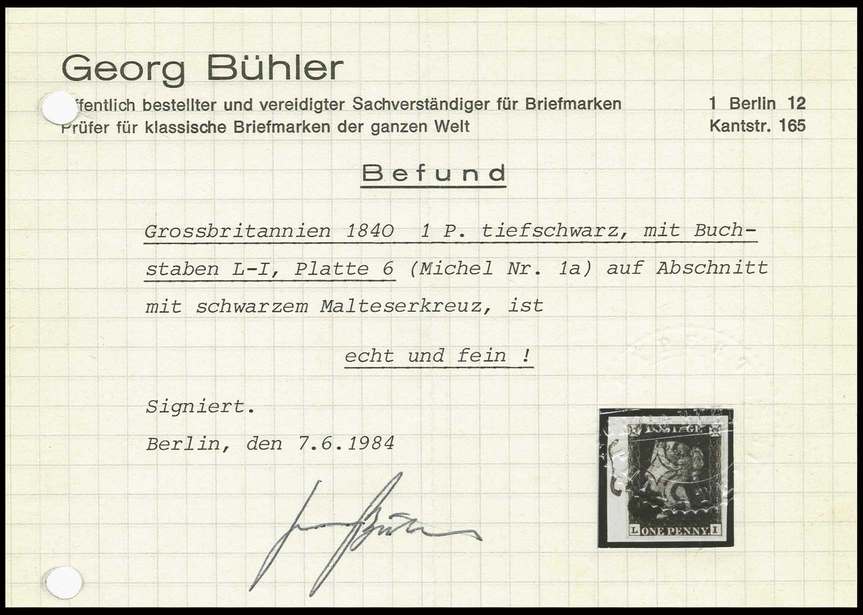 Georg Bühler
öffentlich bestellter und vereidigter Sachverständiger für Briefmarken
Prüfer für klassische Briefmarken der ganzen Welt
1 Berlin 12
Kantstr. 165
Befund
Grossbritannien 1840 1 P. tiefschwarz, mit Buch-
staben L-I, Platte 6 (Michel Nr. 1a) auf Abschnitt
mit schwarzem Malteserkreuz, ist
echt und fein !
Signiert.
Berlin, den 7.6.1984
POSTAGE
L ONE PENNY I